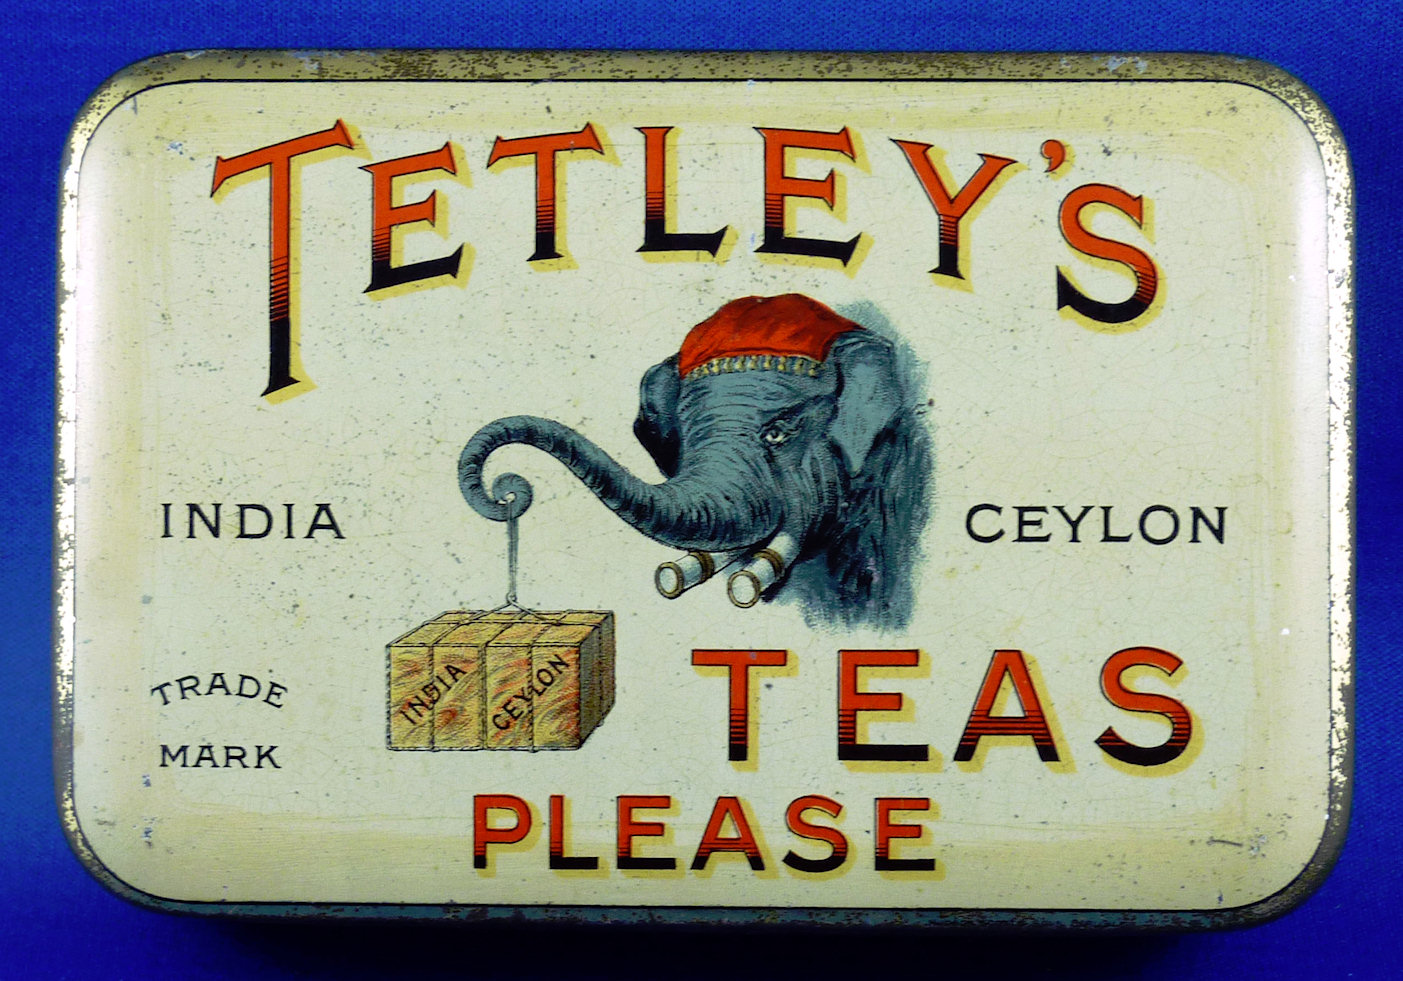 TETLEY'S
INDIA
CEYLON
INDIA
CEYLON
TRADE
MARK
TEAS
PLEASE